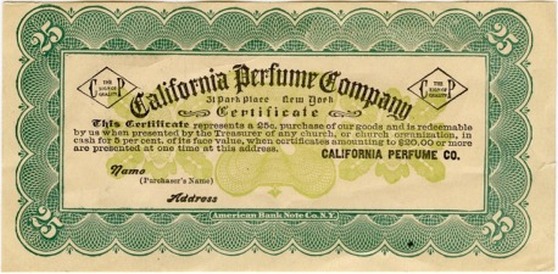 25 25
C THE SIGN OF QUALITY P California Perfume Company C THE SIGN OF QUALITY P
31 Park Place New York
Certificate
This Certificate represents a 25c. purchase of our goods and is redeemable
by us when presented by the Treasurer of any church, or church organization, in
cash for 5 per cent. of its face value, when certificates amounting to $20.00 or more
are presented at one time at this address. CALIFORNIA PERFUME CO.
Name
(Purchaser's Name)
Address
25 American Bank Note Co. N.Y. 25